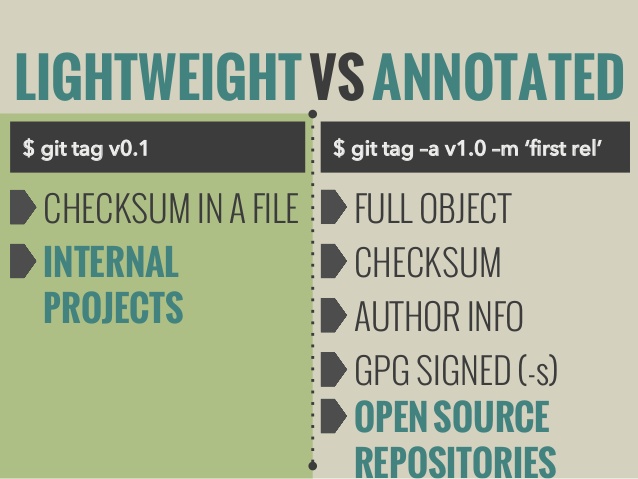 LIGHTWEIGHT VS ANNOTATED
$ git tag v0.1
CHECKSUM IN A FILE
INTERNAL
PROJECTS
$ git tag –a v1.0 –m ‘first rel’
FULL OBJECT
CHECKSUM
AUTHOR INFO
GPG SIGNED (-s)
OPEN SOURCE
REPOSITORIES